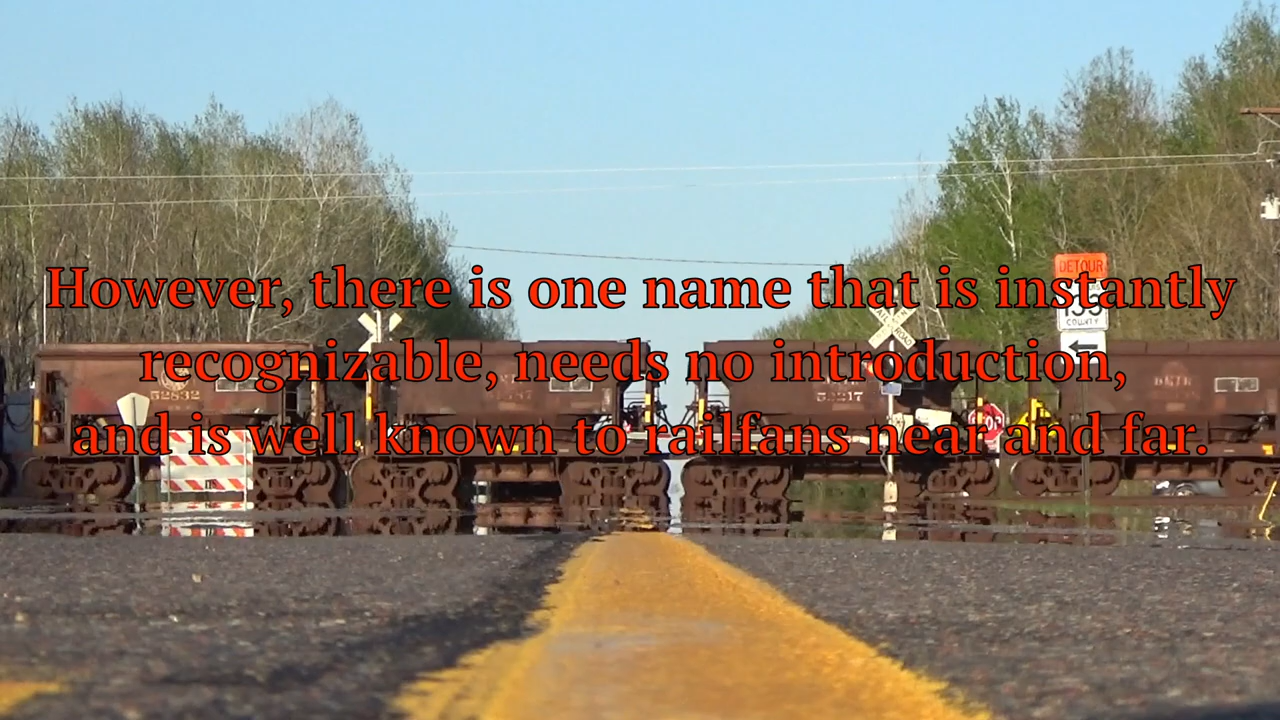 However, there is one name that is instantly
recognizable, needs no introduction,
and is well known to railfans near and far.
DETOUR
COUNTY
52832